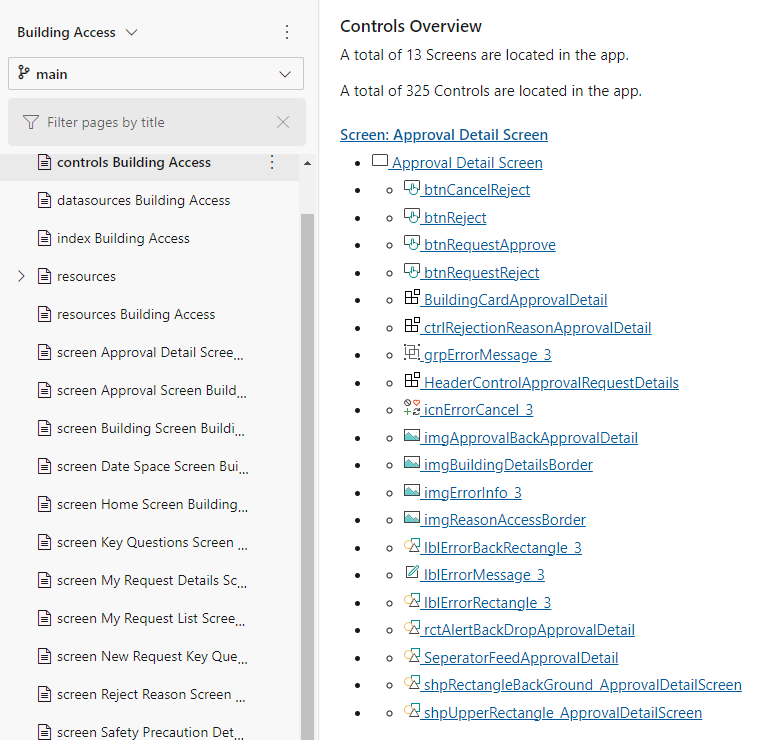 Building Access
main
Filter pages by title
controls Building Access
datasources Building Access
index Building Access
resources
resources Building Access
screen Approval Detail Scree...
screen Approval Screen Build...
screen Building Screen Buildi...
screen Date Space Screen Bui...
screen Home Screen Building...
screen Key Questions Screen ...
screen My Request Details Sc...
screen My Request List Scree...
screen New Request Key Que...
screen Reject Reason Screen ...
screen Safety Precaution Det...
Controls Overview
A total of 13 Screens are located in the app.
A total of 325 Controls are located in the app.
Screen: Approval Detail Screen
Approval Detail Screen
btnCancelReject
btnReject
btnRequestApprove
btnRequestReject
BuildingCardApprovalDetail
ctrlRejectionReasonApprovalDetail
grpErrorMessage_3
HeaderControlApprovalRequestDetails
icnErrorCancel_3
imgApprovalBackApprovalDetail
imgBuildingDetailsBorder
imgErrorInfo_3
imgReasonAccessBorder
lblErrorBackRectangle_3
lblErrorMessage_3
lblErrorRectangle_3
rctAlertBackDropApprovalDetail
SeperatorFeedApprovalDetail
shpRectangleBackGround_ApprovalDetailScreen
shpUpperRectangle_ApprovalDetailScreen